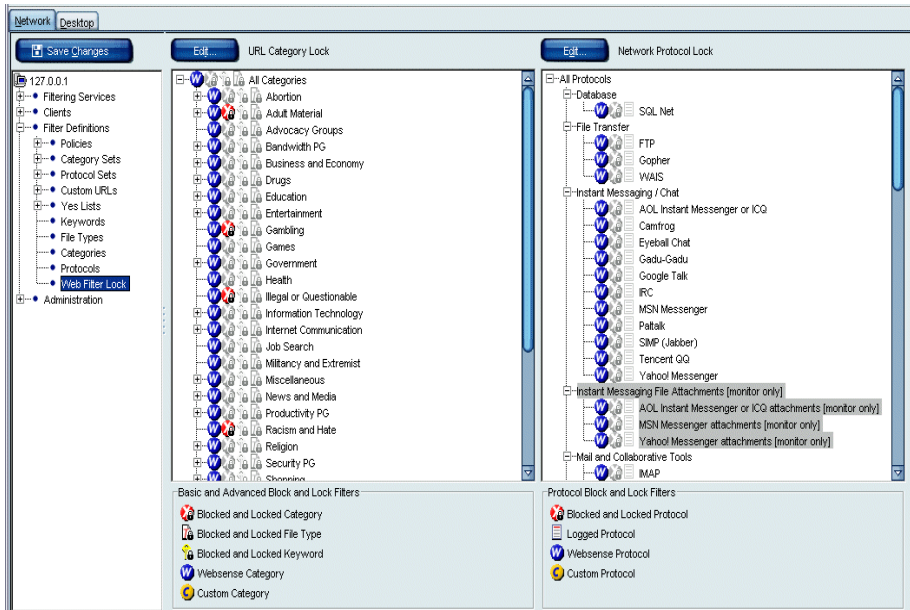 Network Desktop
Save Changes
127.0.0.1
Filtering Services
Clients
Filter Definitions
Policies
Category Sets
Protocol Sets
Custom URLs
Yes Lists
Keywords
File Types
Categories
Protocols
Web Filter Lock
Administration
Edit... URL Category Lock
All Categories
Abortion
Adult Material
Advocacy Groups
Bandwidth PG
Business and Economy
Drugs
Education
Entertainment
Gambling
Games
Government
Health
Illegal or Questionable
Information Technology
Internet Communication
Job Search
Militancy and Extremist
Miscellaneous
News and Media
Productivity PG
Racism and Hate
Religion
Security PG
Shopping
Basic and Advanced Block and Lock Filters
Blocked and Locked Category
Blocked and Locked File Type
Blocked and Locked Keyword
Websense Category
Custom Category
Edit... Network Protocol Lock
All Protocols
Database
SQL Net
File Transfer
FTP
Gopher
WAIS
Instant Messaging / Chat
AOL Instant Messenger or ICQ
Camfrog
Eyeball Chat
Gadu-Gadu
Google Talk
IRC
MSN Messenger
Paltalk
SIMP (Jabber)
Tencent QQ
Yahoo! Messenger
Instant Messaging File Attachments [monitor only]
AOL Instant Messenger or ICQ attachments [monitor only]
MSN Messenger attachments [monitor only]
Yahoo! Messenger attachments [monitor only]
Mail and Collaborative Tools
IMAP
Protocol Block and Lock Filters
Blocked and Locked Protocol
Logged Protocol
Websense Protocol
Custom Protocol